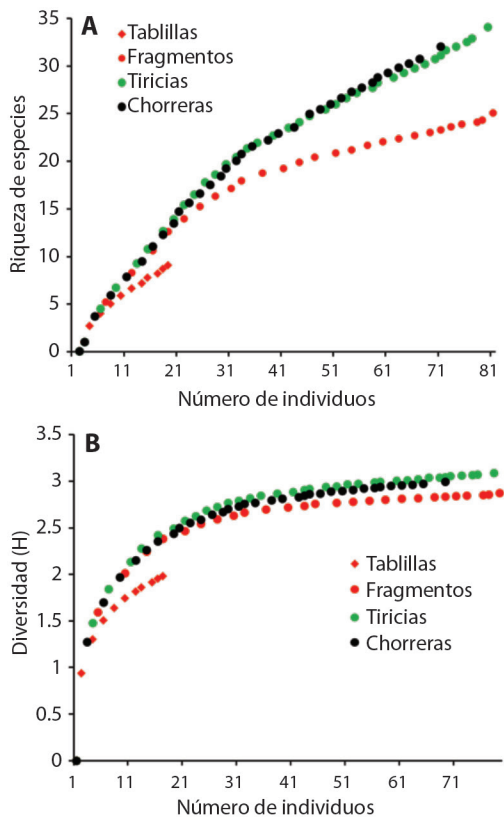 A
Tablillas
Fragmentos
Tiricias
Chorreras
Riqueza de especies
35
30
25
20
15
10
5
0
1 11 21 31 41 51 61 71 81
Número de individuos
B
Diversidad (H)
3.5
3
2.5
2
1.5
1
0.5
0
Tablillas
Fragmentos
Tiricias
Chorreras
1 11 21 31 41 51 61 71
Número de individuos